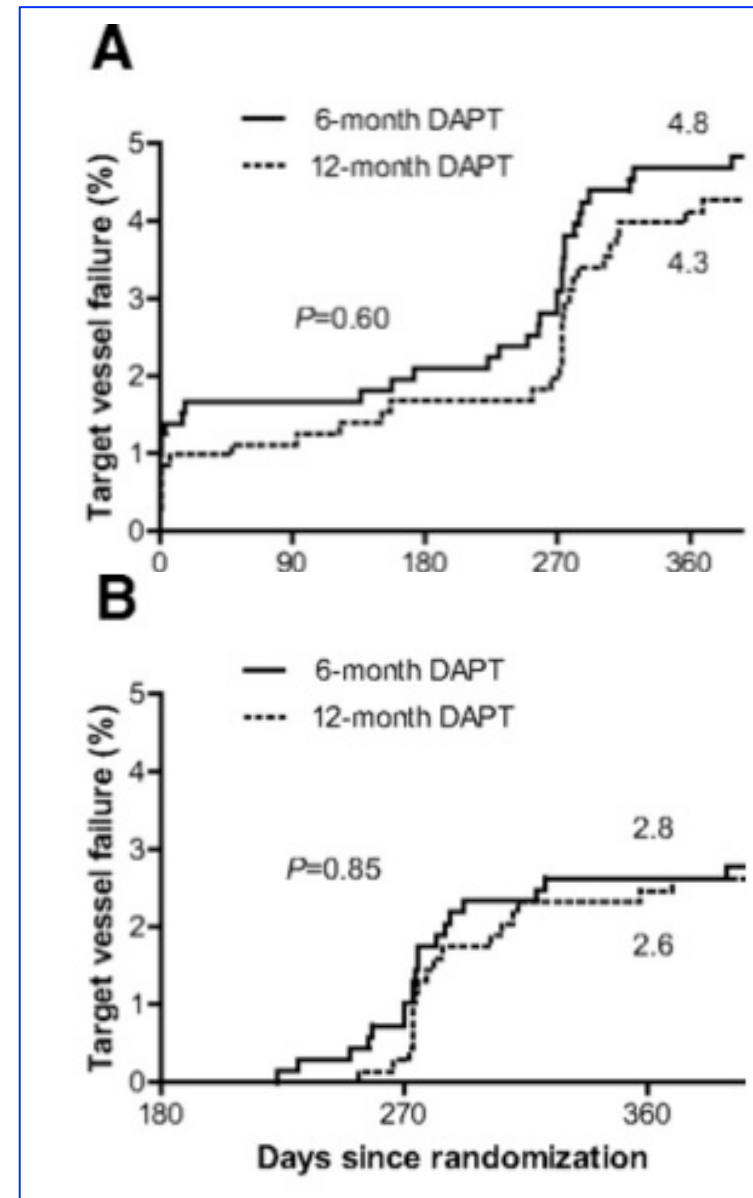 A
6-month DAPT
12-month DAPT
4.8
4.3
P=0.60
Target vessel failure (%)
5
4
3
2
1
0
0 90 180 270 360
B
6-month DAPT
12-month DAPT
2.8
2.6
P=0.85
Target vessel failure (%)
5
4
3
2
1
0
180 270 360
Days since randomization